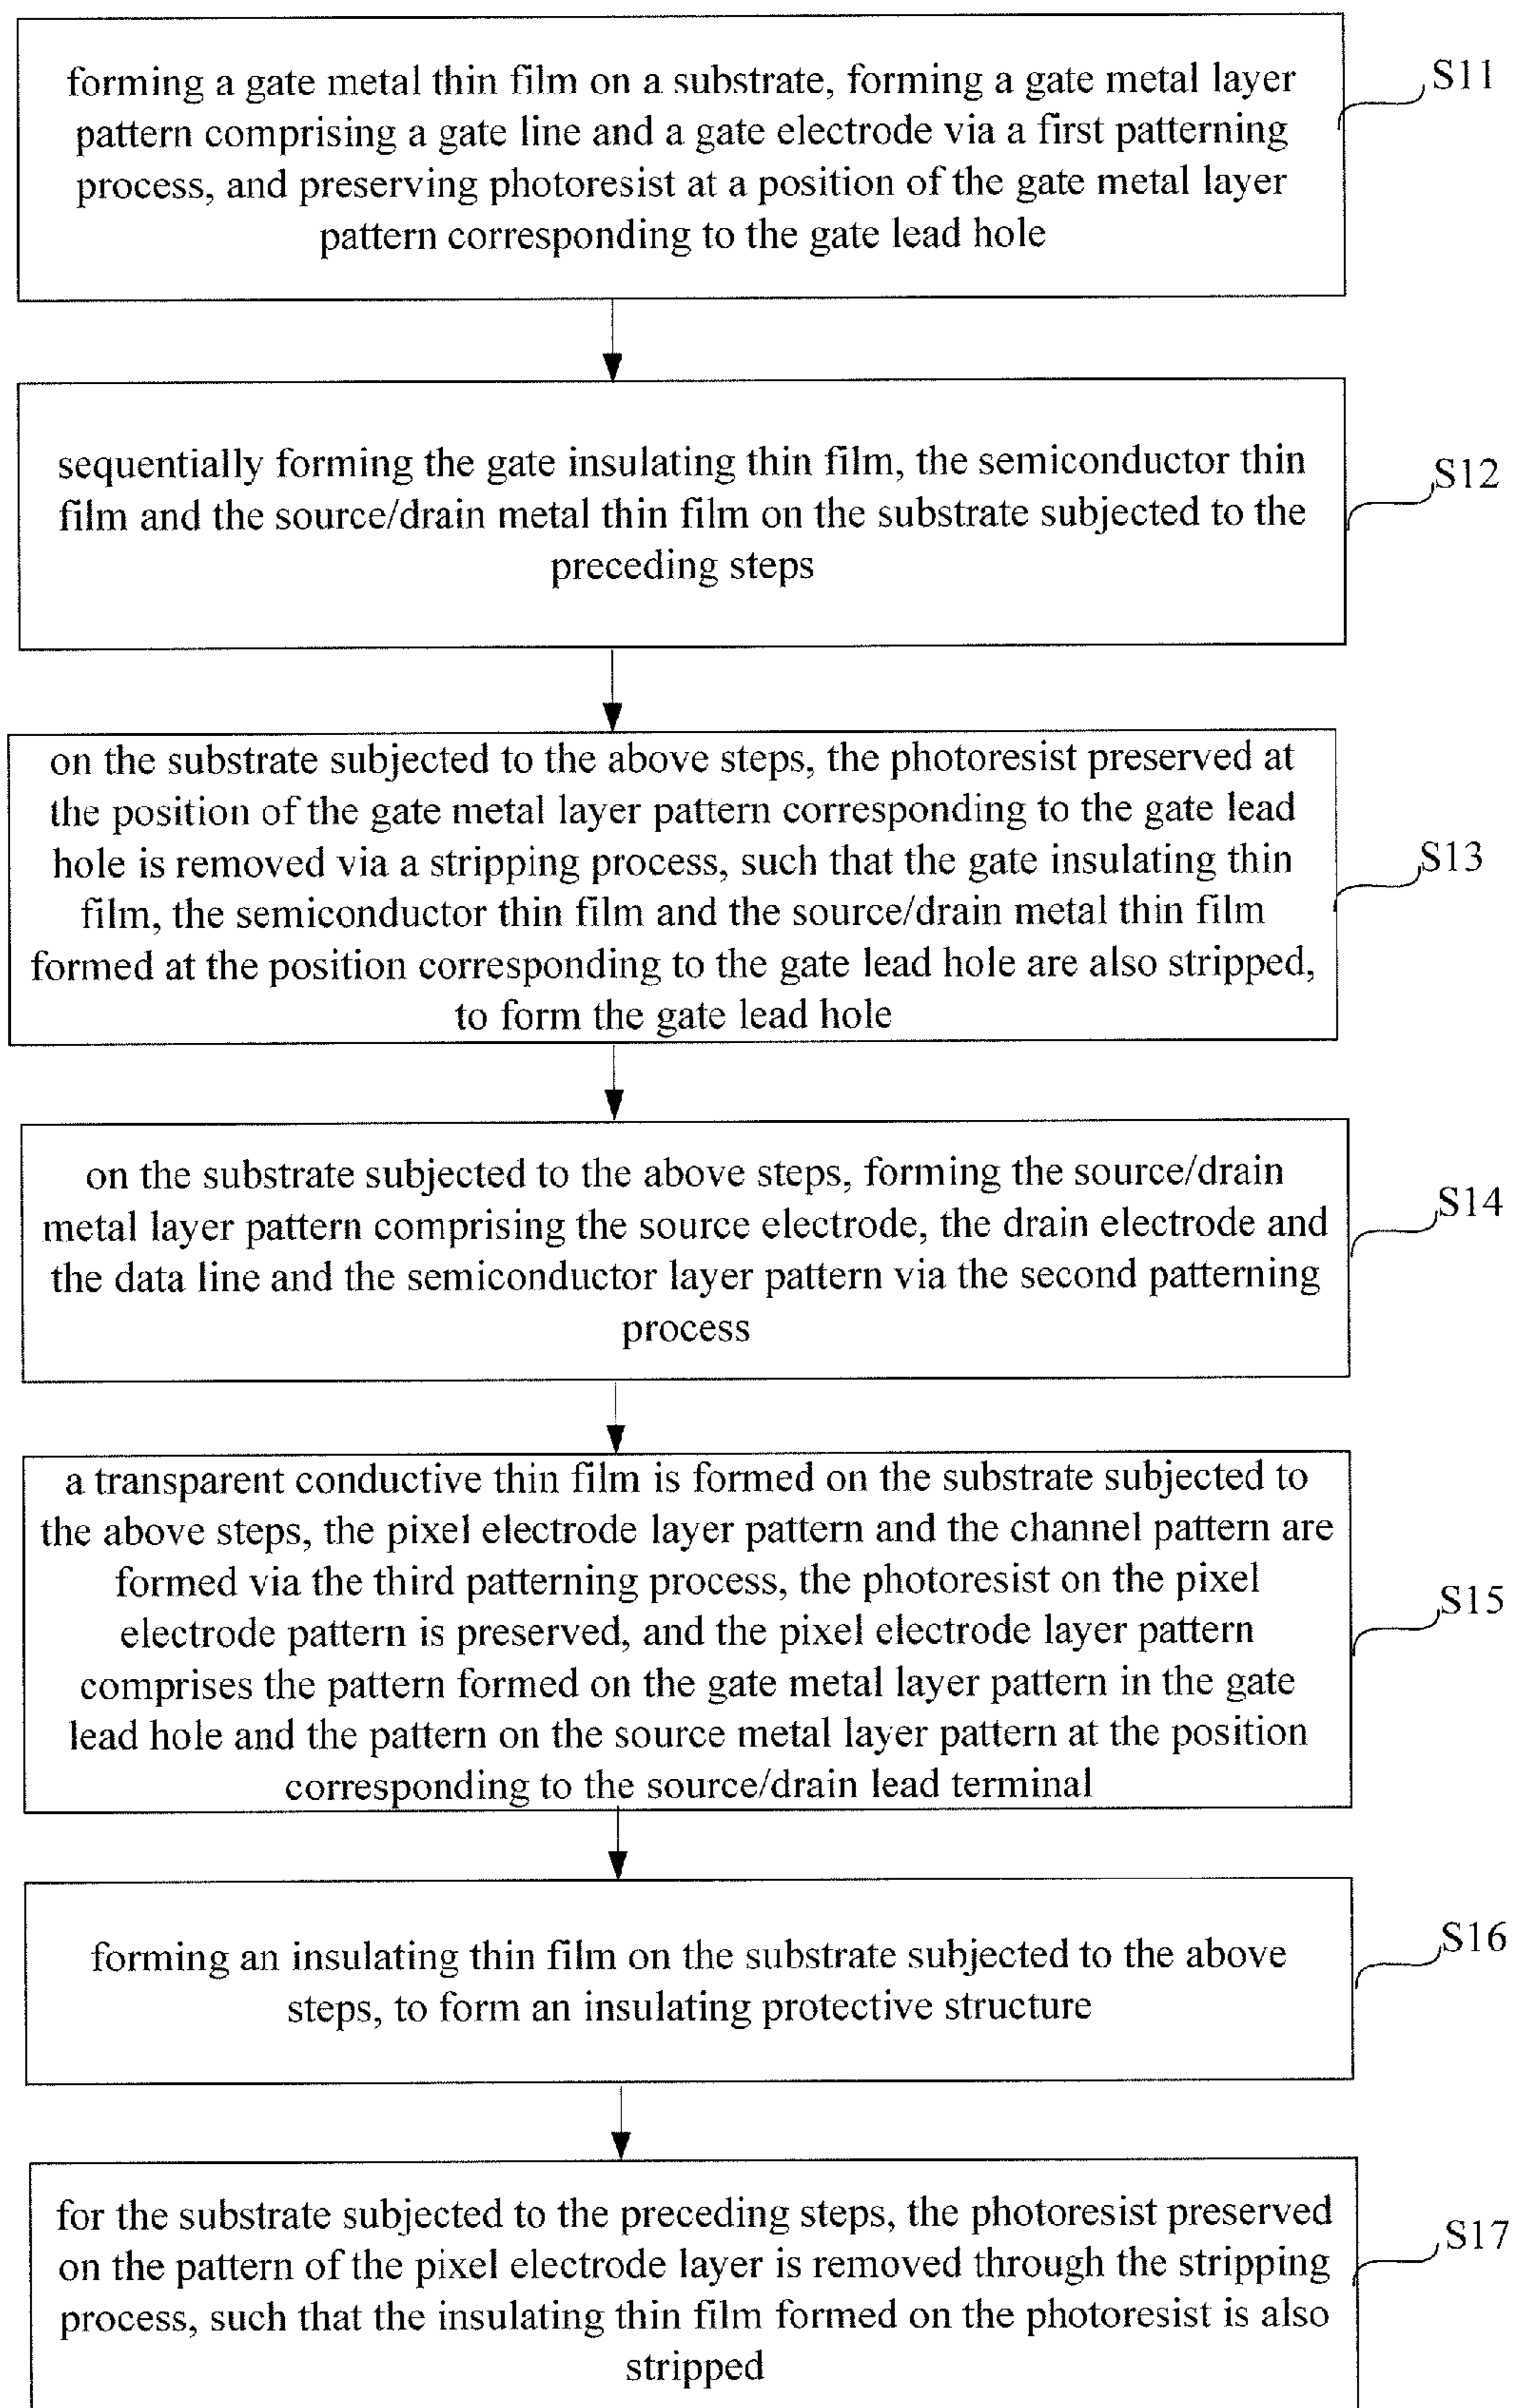 forming a gate metal thin film on a substrate, forming a gate metal layer
pattern comprising a gate line and a gate electrode via a first patterning
process, and preserving photoresist at a position of the gate metal layer
pattern corresponding to the gate lead hole
S11
sequentially forming the gate insulating thin film, the semiconductor thin
film and the source/drain metal thin film on the substrate subjected to the
preceding steps
S12
on the substrate subjected to the above steps, the photoresist preserved at
the position of the gate metal layer pattern corresponding to the gate lead
hole is removed via a stripping process, such that the gate insulating thin
film, the semiconductor thin film and the source/drain metal thin film
formed at the position corresponding to the gate lead hole are also stripped,
to form the gate lead hole
S13
on the substrate subjected to the above steps, forming the source/drain
metal layer pattern comprising the source electrode, the drain electrode and
the data line and the semiconductor layer pattern via the second patterning
process
S14
a transparent conductive thin film is formed on the substrate subjected to
the above steps, the pixel electrode layer pattern and the channel pattern are
formed via the third patterning process, the photoresist on the pixel
electrode pattern is preserved, and the pixel electrode layer pattern
comprises the pattern formed on the gate metal layer pattern in the gate
lead hole and the pattern on the source metal layer pattern at the position
corresponding to the source/drain lead terminal
S15
forming an insulating thin film on the substrate subjected to the above
steps, to form an insulating protective structure
S16
for the substrate subjected to the preceding steps, the photoresist preserved
on the pattern of the pixel electrode layer is removed through the stripping
process, such that the insulating thin film formed on the photoresist is also
stripped
S17